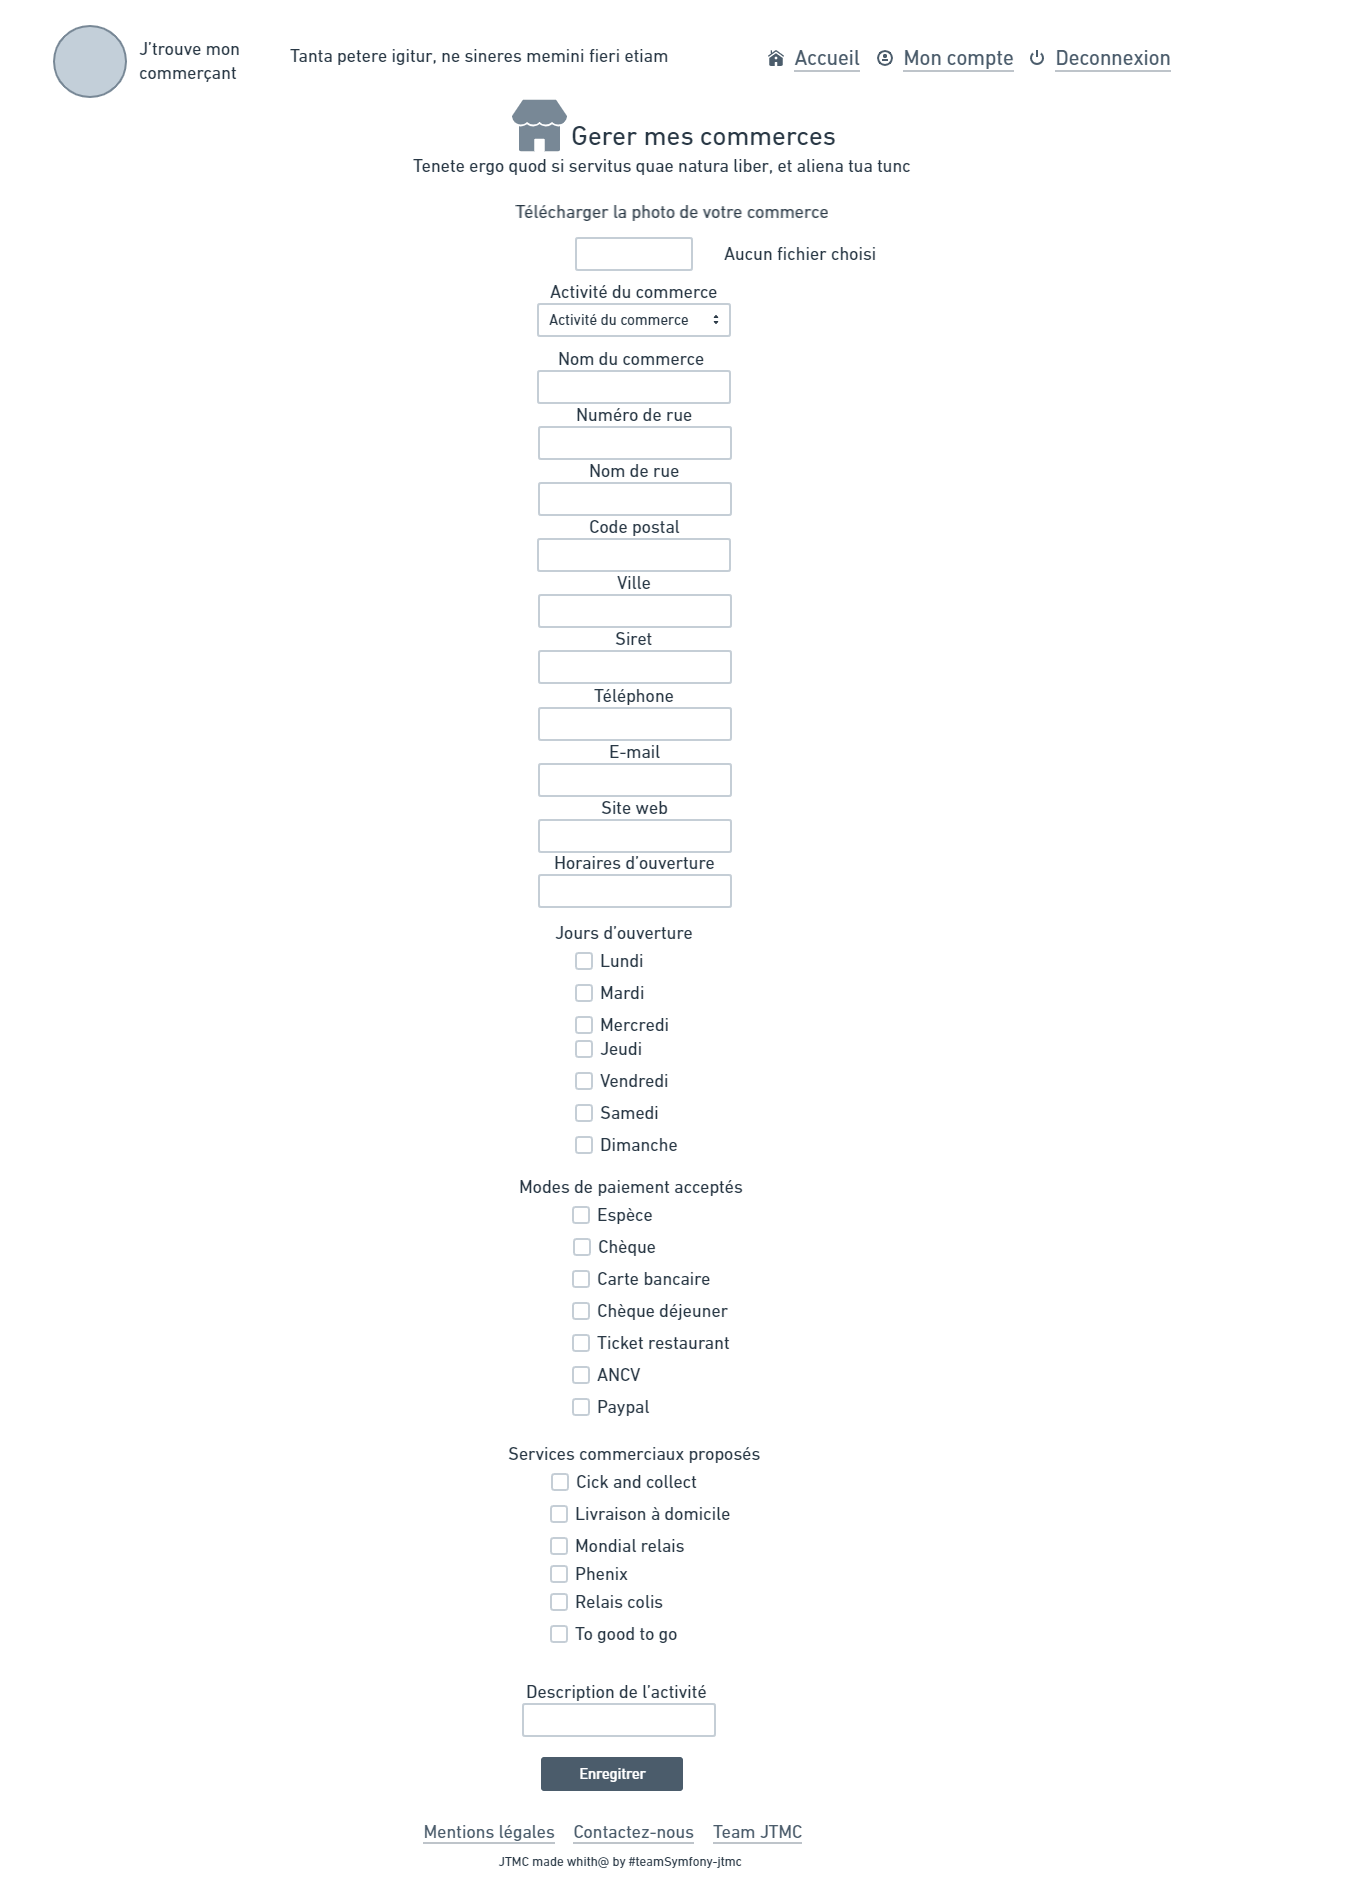 J'trouve mon
commerçant
Tanta petere igitur, ne sineres memini fieri etiam
Accueil
Mon compte
Deconnexion
Gerer mes commerces
Tenete ergo quod si servitus quae natura liber, et aliena tua tunc
Télécharger la photo de votre commerce
Aucun fichier choisi
Activité du commerce
Activité du commerce
Nom du commerce
Numéro de rue
Nom de rue
Code postal
Ville
Siret
Téléphone
E-mail
Site web
Horaires d'ouverture
Jours d'ouverture
Lundi
Mardi
Mercredi
Jeudi
Vendredi
Samedi
Dimanche
Modes de paiement acceptés
Espèce
Chèque
Carte bancaire
Chèque déjeuner
Ticket restaurant
ANCV
Paypal
Services commerciaux proposés
Cick and collect
Livraison à domicile
Mondial relais
Phenix
Relais colis
To good to go
Description de l'activité
Enregitrer
Mentions légales
Contactez-nous
Team JTMC
JTMC made whith@ by #teamSymfony-jtmc